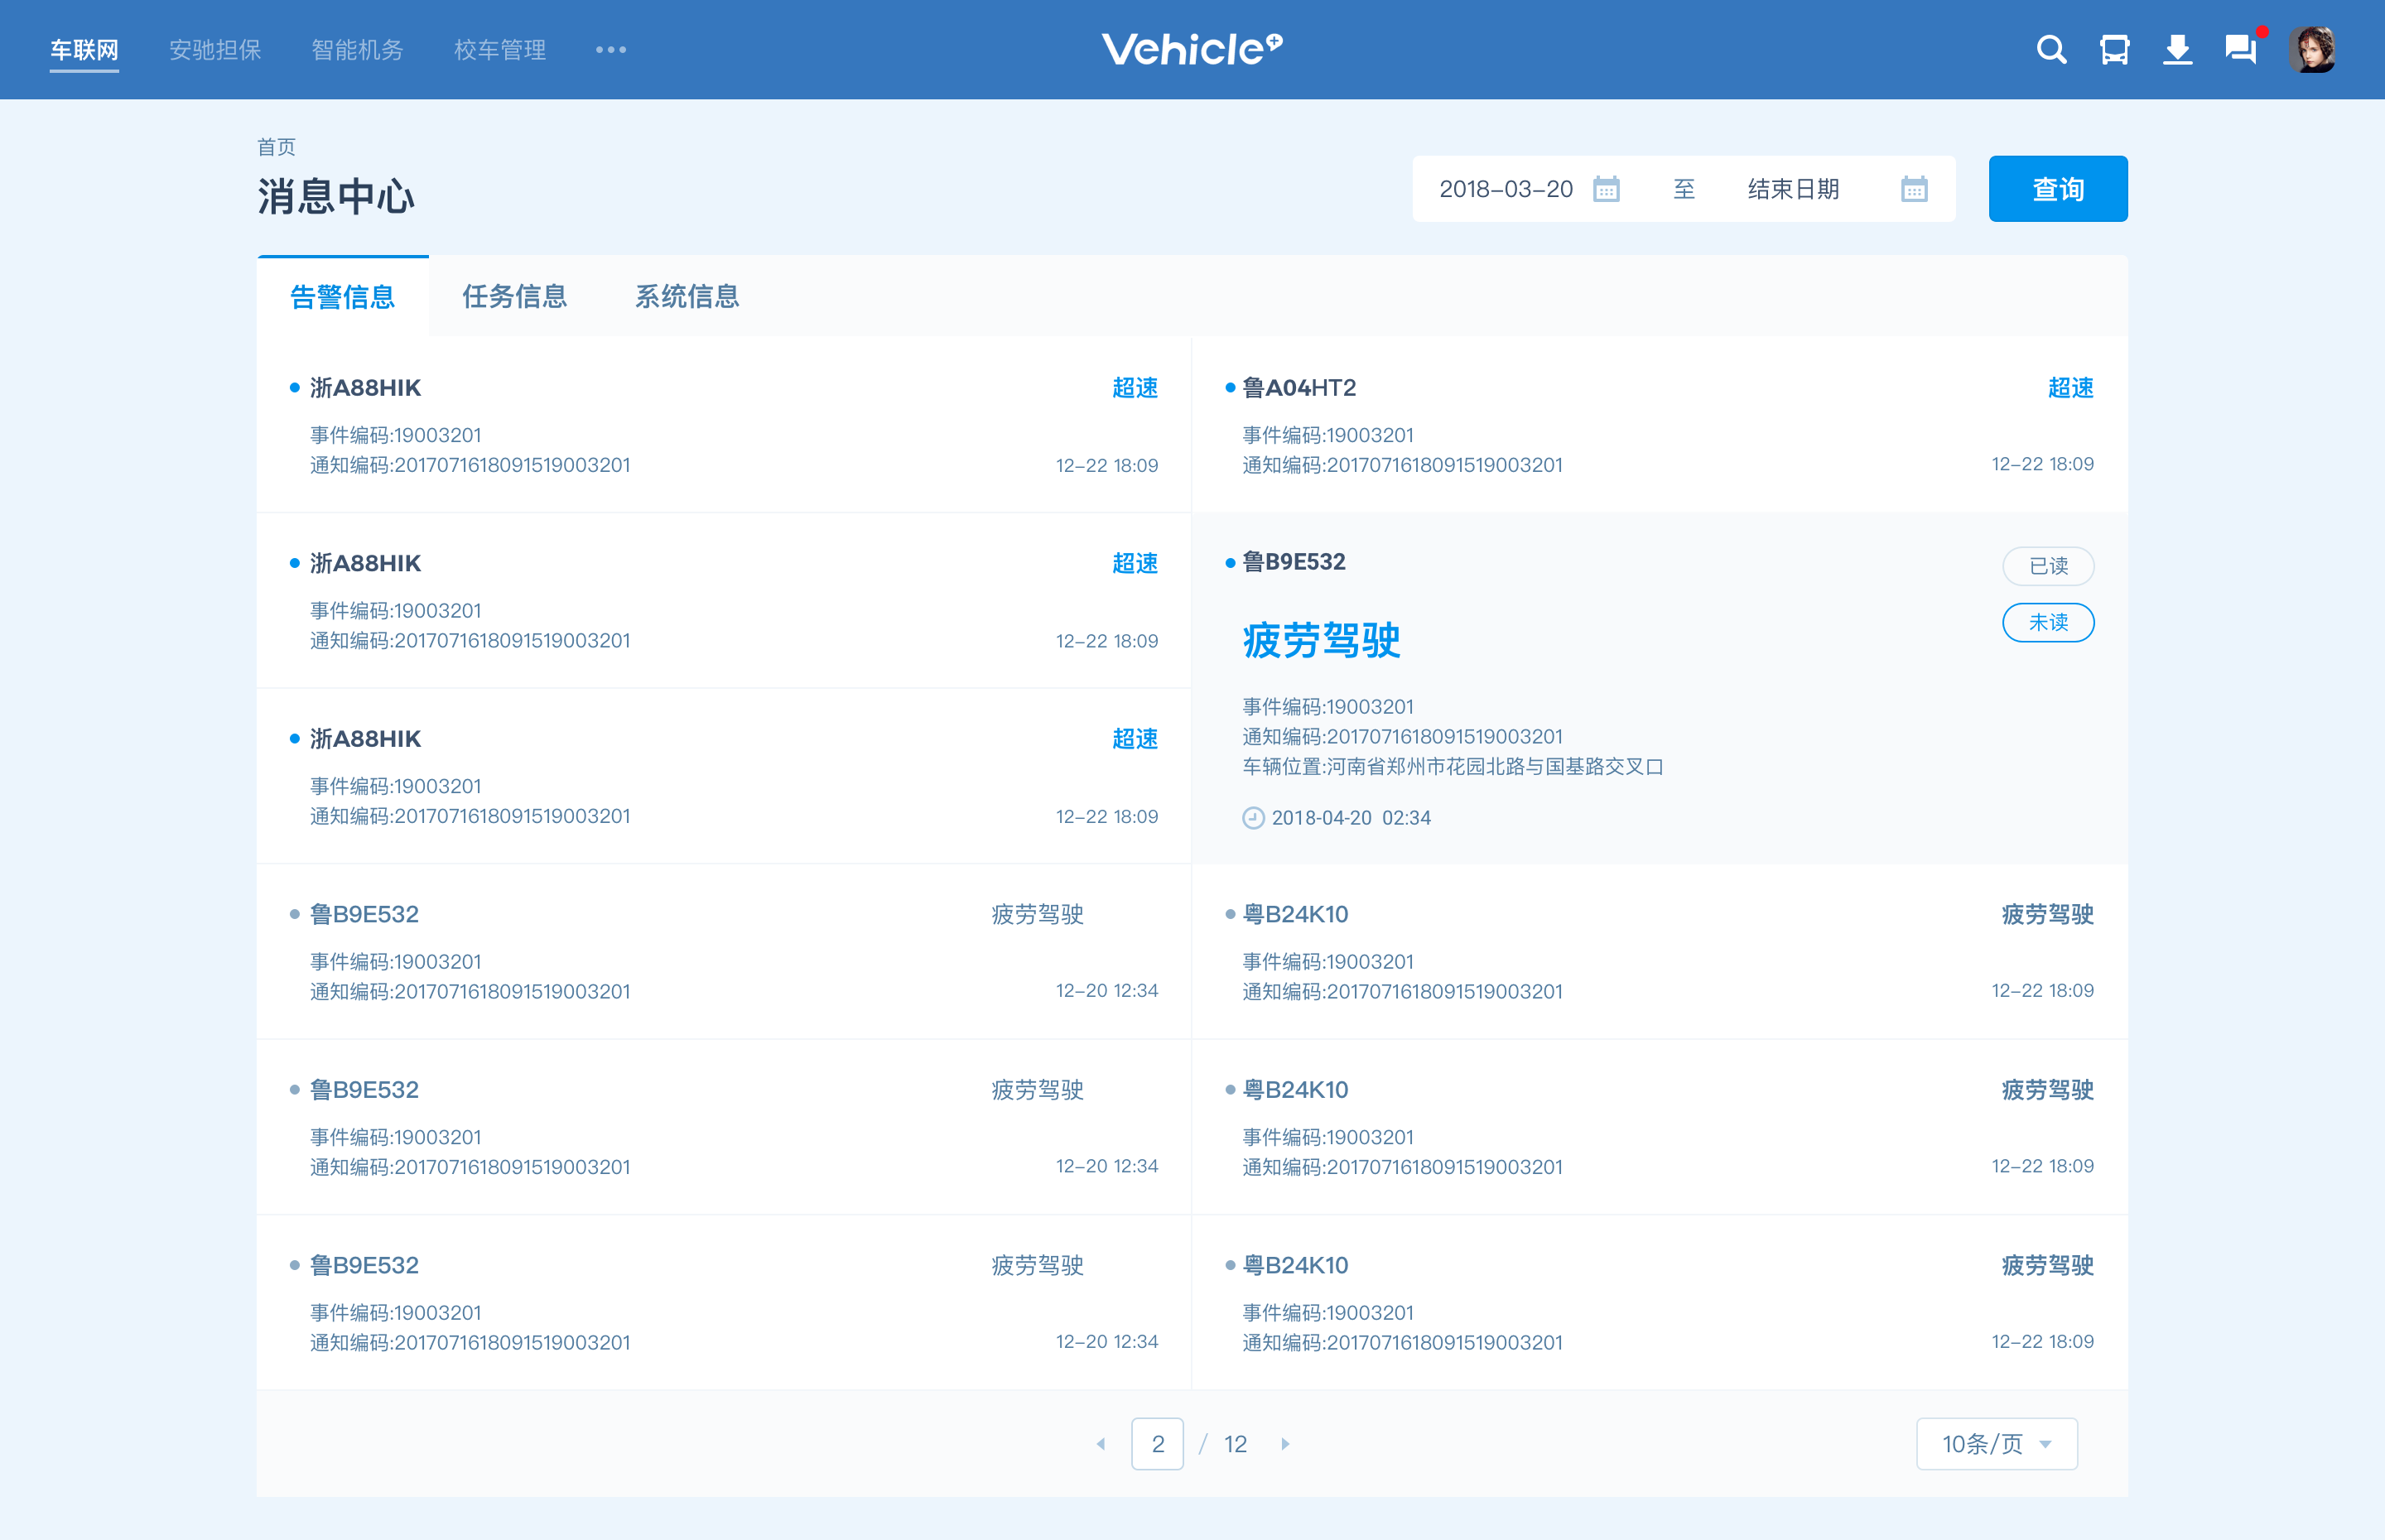 车联网 安驰担保 智能机务 校车管理
Vehicle+
首页
消息中心
2018-03-20 至 结束日期 查询
告警信息 任务信息 系统信息
浙A88HIK 超速
事件编码:19003201
通知编码:2017071618091519003201 12-22 18:09
鲁A04HT2 超速
事件编码:19003201
通知编码:2017071618091519003201 12-22 18:09
浙A88HIK 超速
事件编码:19003201
通知编码:2017071618091519003201 12-22 18:09
鲁B9E532 已读
未读
疲劳驾驶
事件编码:19003201
通知编码:2017071618091519003201
车辆位置:河南省郑州市花园北路与国基路交叉口
2018-04-20 02:34
浙A88HIK 超速
事件编码:19003201
通知编码:2017071618091519003201 12-22 18:09
鲁B9E532 疲劳驾驶
事件编码:19003201
通知编码:2017071618091519003201 12-20 12:34
粤B24K10 疲劳驾驶
事件编码:19003201
通知编码:2017071618091519003201 12-22 18:09
鲁B9E532 疲劳驾驶
事件编码:19003201
通知编码:2017071618091519003201 12-20 12:34
粤B24K10 疲劳驾驶
事件编码:19003201
通知编码:2017071618091519003201 12-22 18:09
鲁B9E532 疲劳驾驶
事件编码:19003201
通知编码:2017071618091519003201 12-20 12:34
粤B24K10 疲劳驾驶
事件编码:19003201
通知编码:2017071618091519003201 12-22 18:09
2 / 12
10条/页